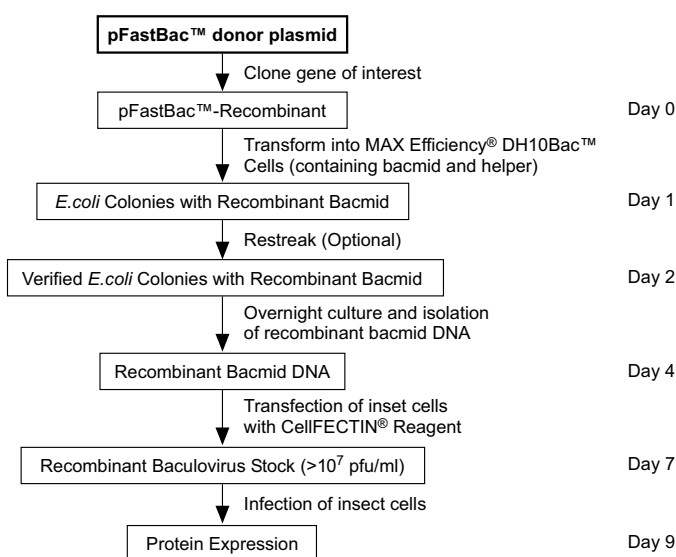 pFastBac™ donor plasmid
Clone gene of interest
pFastBac™-Recombinant
Day 0
Transform into MAX Efficiency® DH10Bac™
Cells (containing bacmid and helper)
E.coli Colonies with Recombinant Bacmid
Day 1
Restreak (Optional)
Verified E.coli Colonies with Recombinant Bacmid
Day 2
Overnight culture and isolation
of recombinant bacmid DNA
Recombinant Bacmid DNA
Day 4
Transfection of inset cells
with CellFECTIN® Reagent
Recombinant Baculovirus Stock (>10⁷ pfu/ml)
Day 7
Infection of insect cells
Protein Expression
Day 9